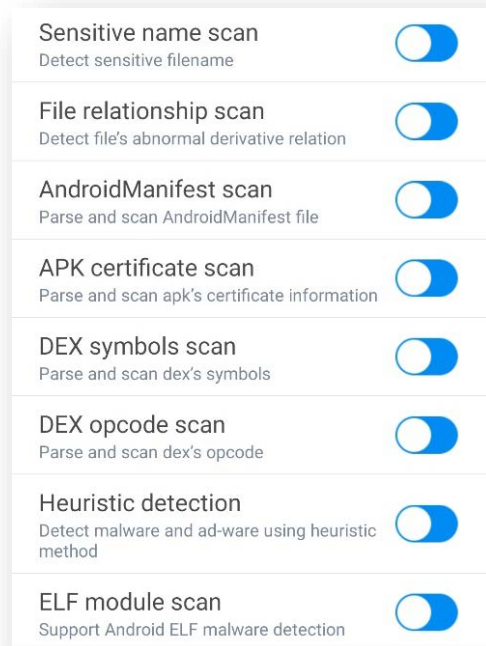 Sensitive name scan
Detect sensitive filename
File relationship scan
Detect file's abnormal derivative relation
AndroidManifest scan
Parse and scan AndroidManifest file
APK certificate scan
Parse and scan apk's certificate information
DEX symbols scan
Parse and scan dex's symbols
DEX opcode scan
Parse and scan dex's opcode
Heuristic detection
Detect malware and ad-ware using heuristic
method
ELF module scan
Support Android ELF malware detection